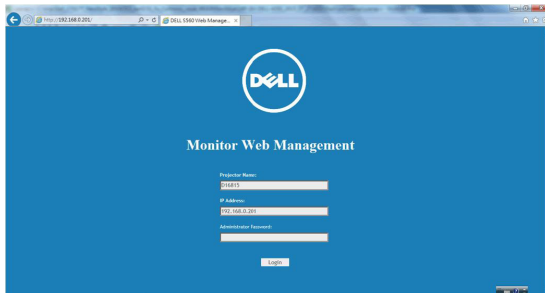 http://192.168.0.201/
DELL S560 Web Manage...
DELL
Monitor Web Management
Projector Name:
D16815
IP Address:
192.168.0.201
Administrator Password:
Login